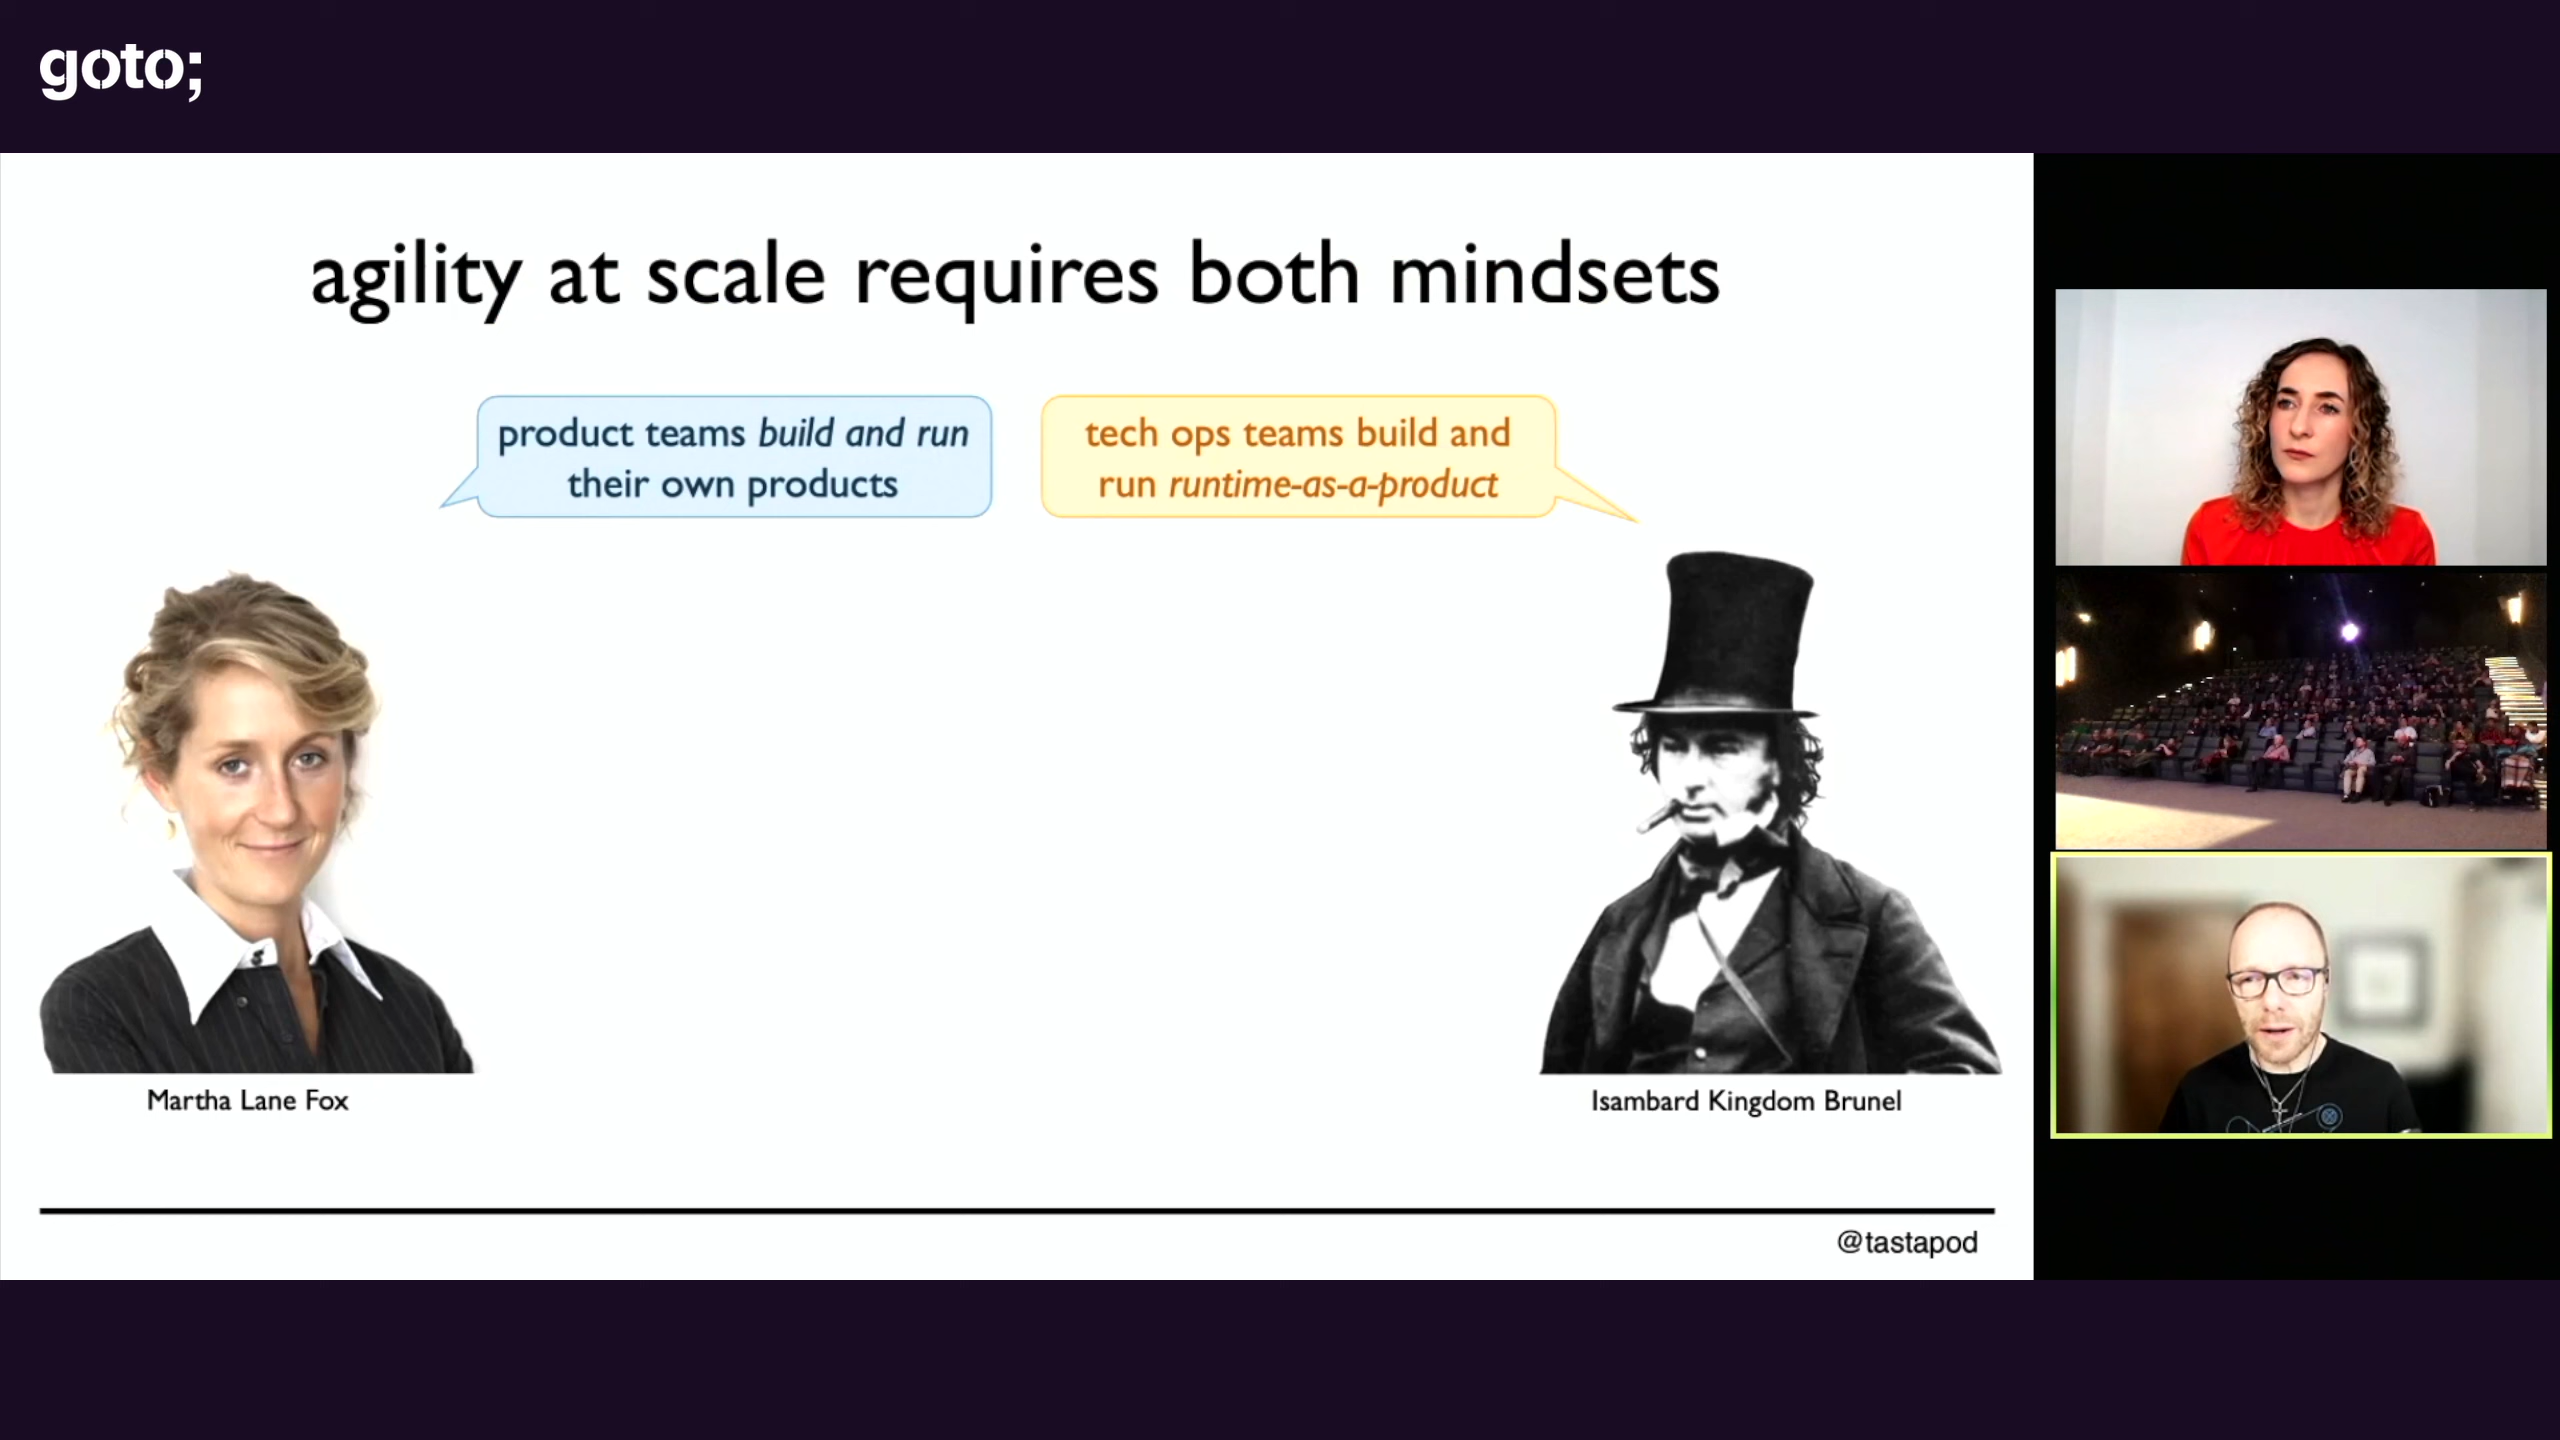 goto;
agility at scale requires both mindsets
product teams build and run
their own products
tech ops teams build and
run runtime-as-a-product
Martha Lane Fox
Isambard Kingdom Brunel
@tastapod